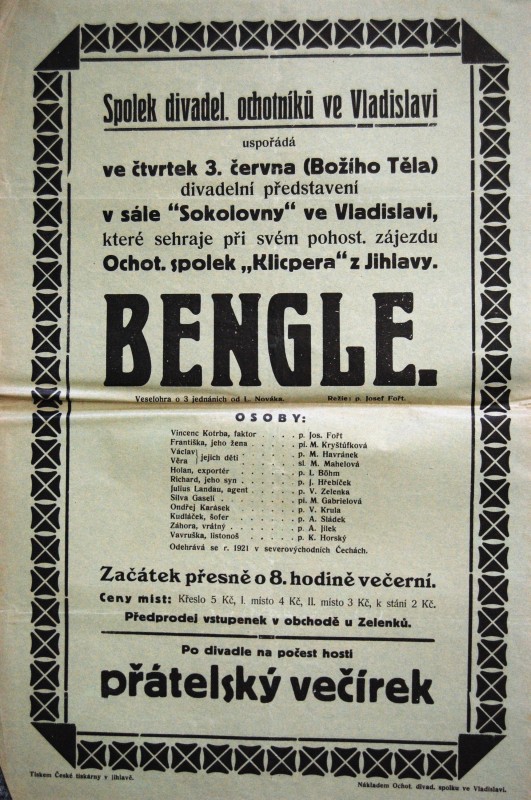 Spolek divadel. ochotníků ve Vladislavi
uspořádá
ve čtvrtek 3. června (Božího Těla)
divadelní představení
v sále "Sokolovny" ve Vladislavi,
které sehraje při svém pohost. zájezdu
Ochot. spolek „Klicpera" z Jihlavy.
BENGLE.
Veselohra o 3 jednáních od L. Nováka. Režie: p. Josef Fořt.
OSOBY:
Vincenc Kotrba, faktor . . . . p. Jos. Fořt
Františka, jeho žena . . . . . pí. M. Kryštůfková
Václav } jejich děti . . . . . p. M. Havránek
Věra } sl. M. Mahelová
Holan, exportér . . . . . p. I. Böhm
Richard, jeho syn . . . . . p. J. Hřebíček
Julius Landau, agent . . . . . p. V. Zelenka
Silva Gaseli . . . . . . pí. M. Gabrielová
Ondřej Karásek . . . . . p. V. Krula
Kudláček, šofer . . . . . . p. A. Sládek
Záhora, vrátný . . . . . . p. A. Jílek
Vavruška, listonoš . . . . . p. K. Horský
Odehrává se r. 1921 v severovýchodních Čechách.
Začátek přesně o 8. hodině večerní.
Ceny míst: Křeslo 5 Kč, I. místo 4 Kč, II. místo 3 Kč, k stání 2 Kč.
Předprodej vstupenek v obchodě u Zelenků.
Po divadle na počest hostí
přátelský večírek
Tiskem České tiskárny v Jihlavě.
Nákladem Ochot. divad. spolku ve Vladislavi.